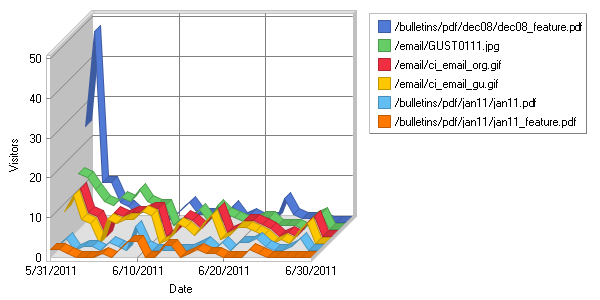 /bulletins/pdf/dec08/dec08_feature.pdf
/email/GUST0111.jpg
/email/ci_email_org.gif
/email/ci_email_gu.gif
/bulletins/pdf/jan11/jan11.pdf
/bulletins/pdf/jan11/jan11_feature.pdf
50
40
30
20
10
0
Visitors
5/31/2011 6/10/2011 6/20/2011 6/30/2011
Date